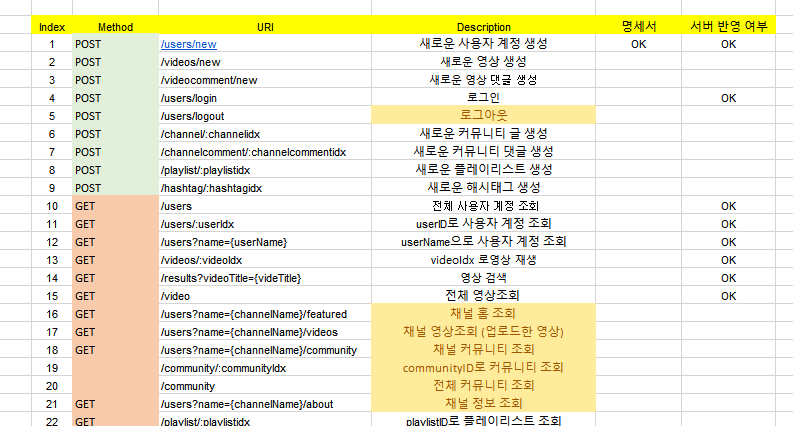 Index Method URI Description 명세서 서버 반영 여부
1 POST /users/new 새로운 사용자 계정 생성 OK OK
2 POST /videos/new 새로운 영상 생성
3 POST /videocomment/new 새로운 영상 댓글 생성
4 POST /users/login 로그인 OK
5 POST /users/logout 로그아웃
6 POST /channel/:channelidx 새로운 커뮤니티 글 생성
7 POST /channelcomment/:channelcommentidx 새로운 커뮤니티 댓글 생성
8 POST /playlist/:playlistidx 새로운 플레이리스트 생성
9 POST /hashtag/:hashtagidx 새로운 해시태그 생성
10 GET /users 전체 사용자 계정 조회 OK
11 GET /users/:userIdx userID로 사용자 계정 조회 OK
12 GET /users?name={userName} userName으로 사용자 계정 조회 OK
13 GET /videos/:videoIdx videoIdx 로영상 재생 OK
14 GET /results?videoTitle={videTitle} 영상 검색 OK
15 GET /video 전체 영상조회 OK
16 GET /users?name={channelName}/featured 채널 홈 조회
17 GET /users?name={channelName}/videos 채널 영상조회 (업로드한 영상)
18 GET /users?name={channelName}/community 채널 커뮤니티 조회
19 /community/:communityIdx communityID로 커뮤니티 조회
20 /community 전체 커뮤니티 조회
21 GET /users?name={channelName}/about 채널 정보 조회
22 GET /playlist/:playlistidx playlistID로 플레이리스트 조회